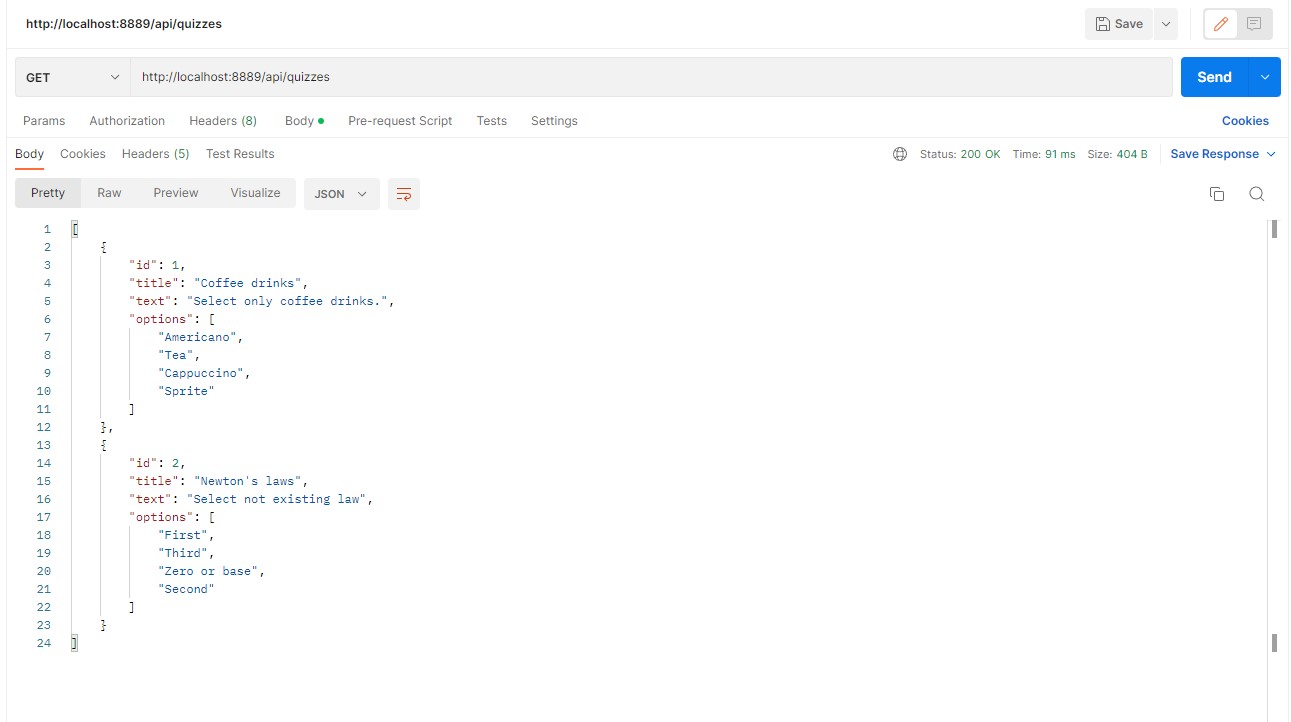 http://localhost:8889/api/quizzes
Save
GET
http://localhost:8889/api/quizzes
Send
Params Authorization Headers (8) Body Pre-request Script Tests Settings Cookies
Body Cookies Headers (5) Test Results Status: 200 OK Time: 91 ms Size: 404 B Save Response
Pretty Raw Preview Visualize JSON
1 [
2 {
3 "id": 1,
4 "title": "Coffee drinks",
5 "text": "Select only coffee drinks.",
6 "options": [
7 "Americano",
8 "Tea",
9 "Cappuccino",
10 "Sprite"
11 ]
12 },
13 {
14 "id": 2,
15 "title": "Newton's laws",
16 "text": "Select not existing law",
17 "options": [
18 "First",
19 "Third",
20 "Zero or base",
21 "Second"
22 ]
23 }
24 ]